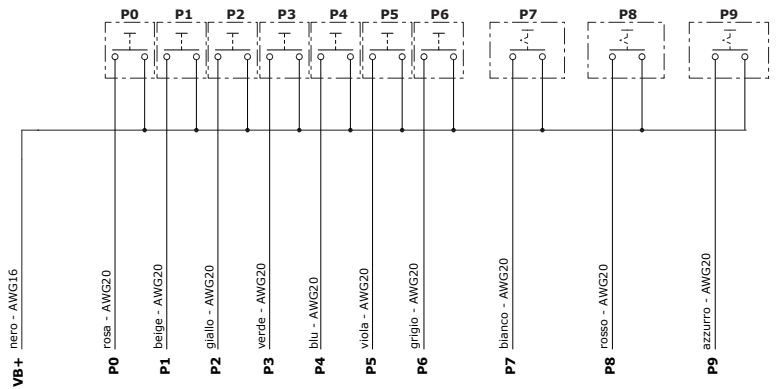 P0 P1 P2 P3 P4 P5 P6 P7 P8 P9
nero - AWG16
rosa - AWG20
beige - AWG20
giallo - AWG20
verde - AWG20
blu - AWG20
viola - AWG20
grigio - AWG20
bianco - AWG20
rosso - AWG20
azzurro - AWG20
VB+ P0 P1 P2 P3 P4 P5 P6 P7 P8 P9